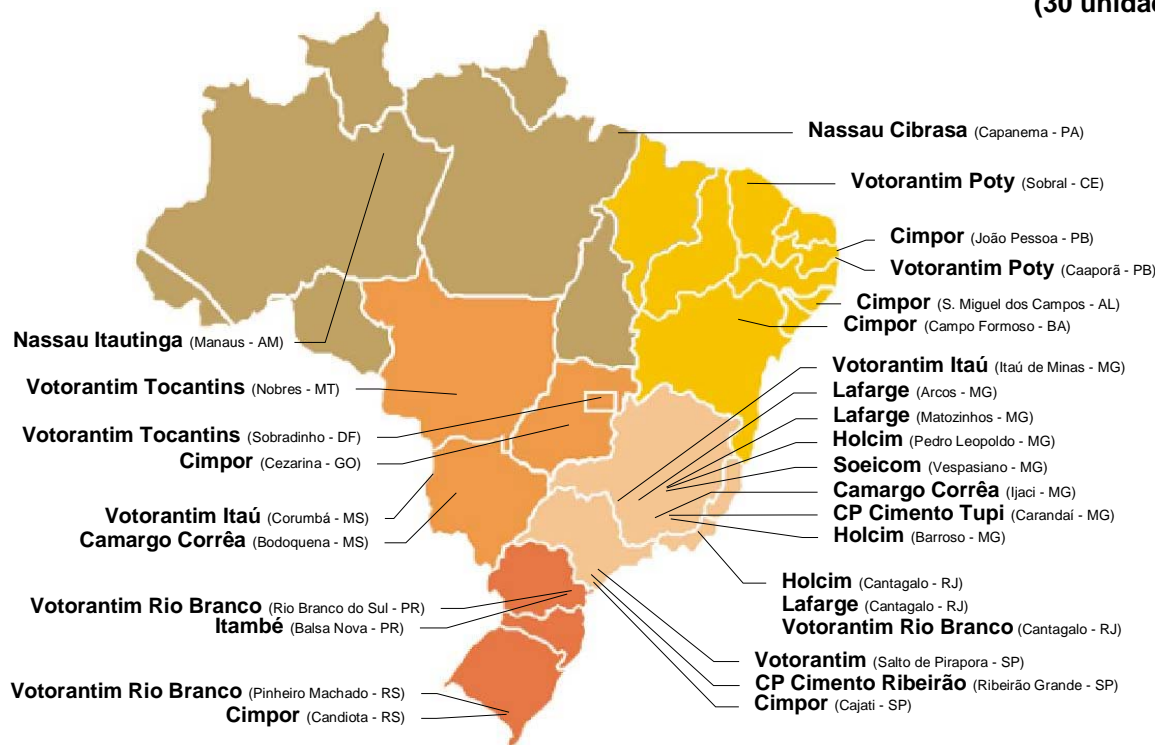 (30 unidad
Nassau Cibrasa (Capanema - PA)
Votorantim Poty (Sobral - CE)
Cimpor (João Pessoa - PB)
Votorantim Poty (Caaporã - PB)
Cimpor (S. Miguel dos Campos - AL)
Cimpor (Campo Formoso - BA)
Nassau Itautinga (Manaus - AM)
Votorantim Itaú (Itaú de Minas - MG)
Votorantim Tocantins (Nobres - MT)
Lafarge (Arcos - MG)
Lafarge (Matozinhos - MG)
Votorantim Tocantins (Sobradinho - DF)
Holcim (Pedro Leopoldo - MG)
Cimpor (Cezarina - GO)
Soeicom (Vespasiano - MG)
Camargo Corrêa (Ijaci - MG)
Votorantim Itaú (Corumbá - MS)
CP Cimento Tupi (Carandaí - MG)
Camargo Corrêa (Bodoquena - MS)
Holcim (Barroso - MG)
Holcim (Cantagalo - RJ)
Lafarge (Cantagalo - RJ)
Votorantim Rio Branco (Cantagalo - RJ)
Votorantim Rio Branco (Rio Branco do Sul - PR)
Itambé (Balsa Nova - PR)
Votorantim (Salto de Pirapora - SP)
CP Cimento Ribeirão (Ribeirão Grande - SP)
Cimpor (Cajati - SP)
Votorantim Rio Branco (Pinheiro Machado - RS)
Cimpor (Candiota - RS)